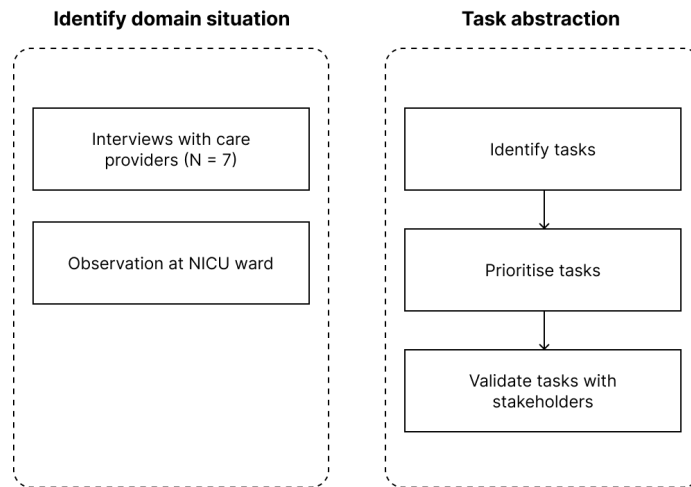 Identify domain situation
Interviews with care
providers (N = 7)
Observation at NICU ward
Task abstraction
Identify tasks
Prioritise tasks
Validate tasks with
stakeholders